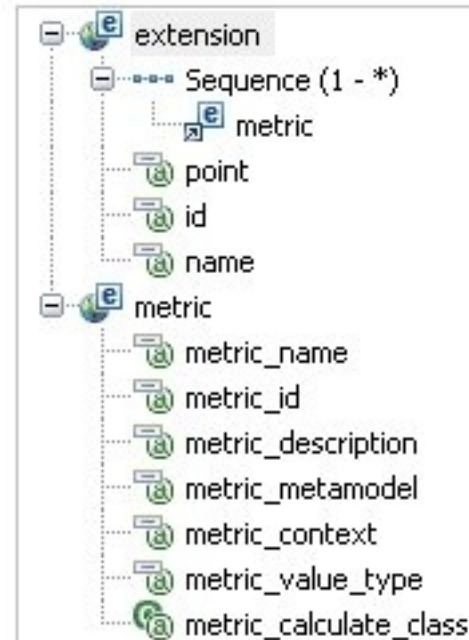 extension
Sequence (1 - *)
metric
point
id
name
metric
metric_name
metric_id
metric_description
metric_metamodel
metric_context
metric_value_type
metric_calculate_class